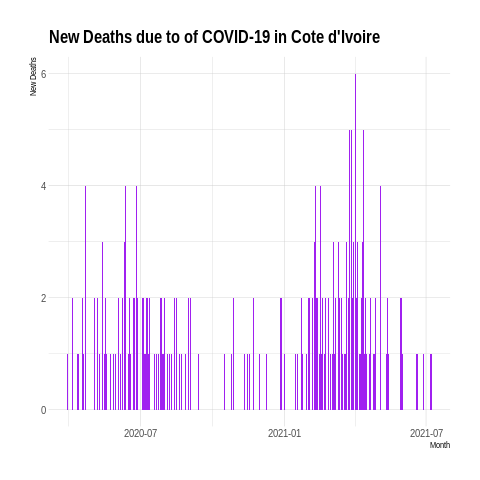 New Deaths due to of COVID-19 in Cote d'Ivoire
New Deaths
6
4
2
0
2020-07 2021-01 2021-07
Month